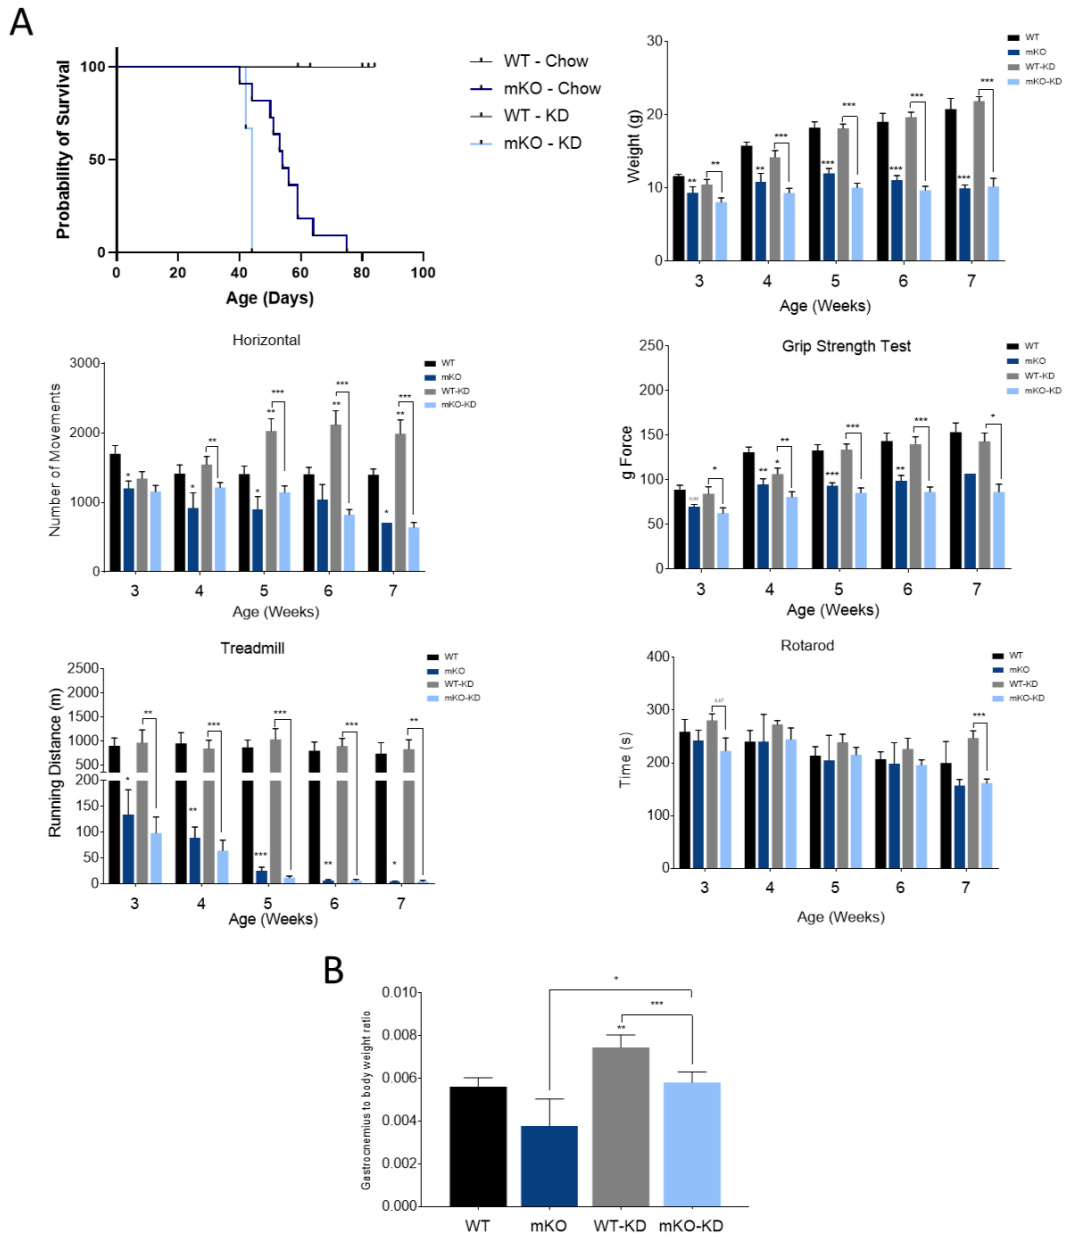 A
Probability of Survival
100
50
0
0 20 40 60 80 100
Age (Days)
WT - Chow
mKO - Chow
WT - KD
mKO - KD
Weight (g)
30
20
10
0
** ** ** *** *** *** *** *** *** ***
3 4 5 6 7
Age (Weeks)
WT
mKO
WT-KD
mKO-KD
Horizontal
Number of Movements
3000
2000
1000
0
* * ** * ** *** ** *** * ** ***
3 4 5 6 7
Age (Weeks)
WT
mKO
WT-KD
mKO-KD
Grip Strength Test
g Force
250
200
150
100
50
0
* ** * ** *** *** ** *** *
3 4 5 6 7
Age (Weeks)
WT
mKO
WT-KD
mKO-KD
Treadmill
Running Distance (m)
2500
2000
1500
1000
500
200
150
100
50
0
* ** ** *** *** *** ** *** * **
3 4 5 6 7
Age (Weeks)
WT
mKO
WT-KD
mKO-KD
Rotarod
Time (s)
400
300
200
100
0
***
3 4 5 6 7
Age (Weeks)
WT
mKO
WT-KD
mKO-KD
B
Gastrocnemius to body weight ratio
0.010
0.008
0.006
0.004
0.002
0.000
*
***
**
WT mKO WT-KD mKO-KD